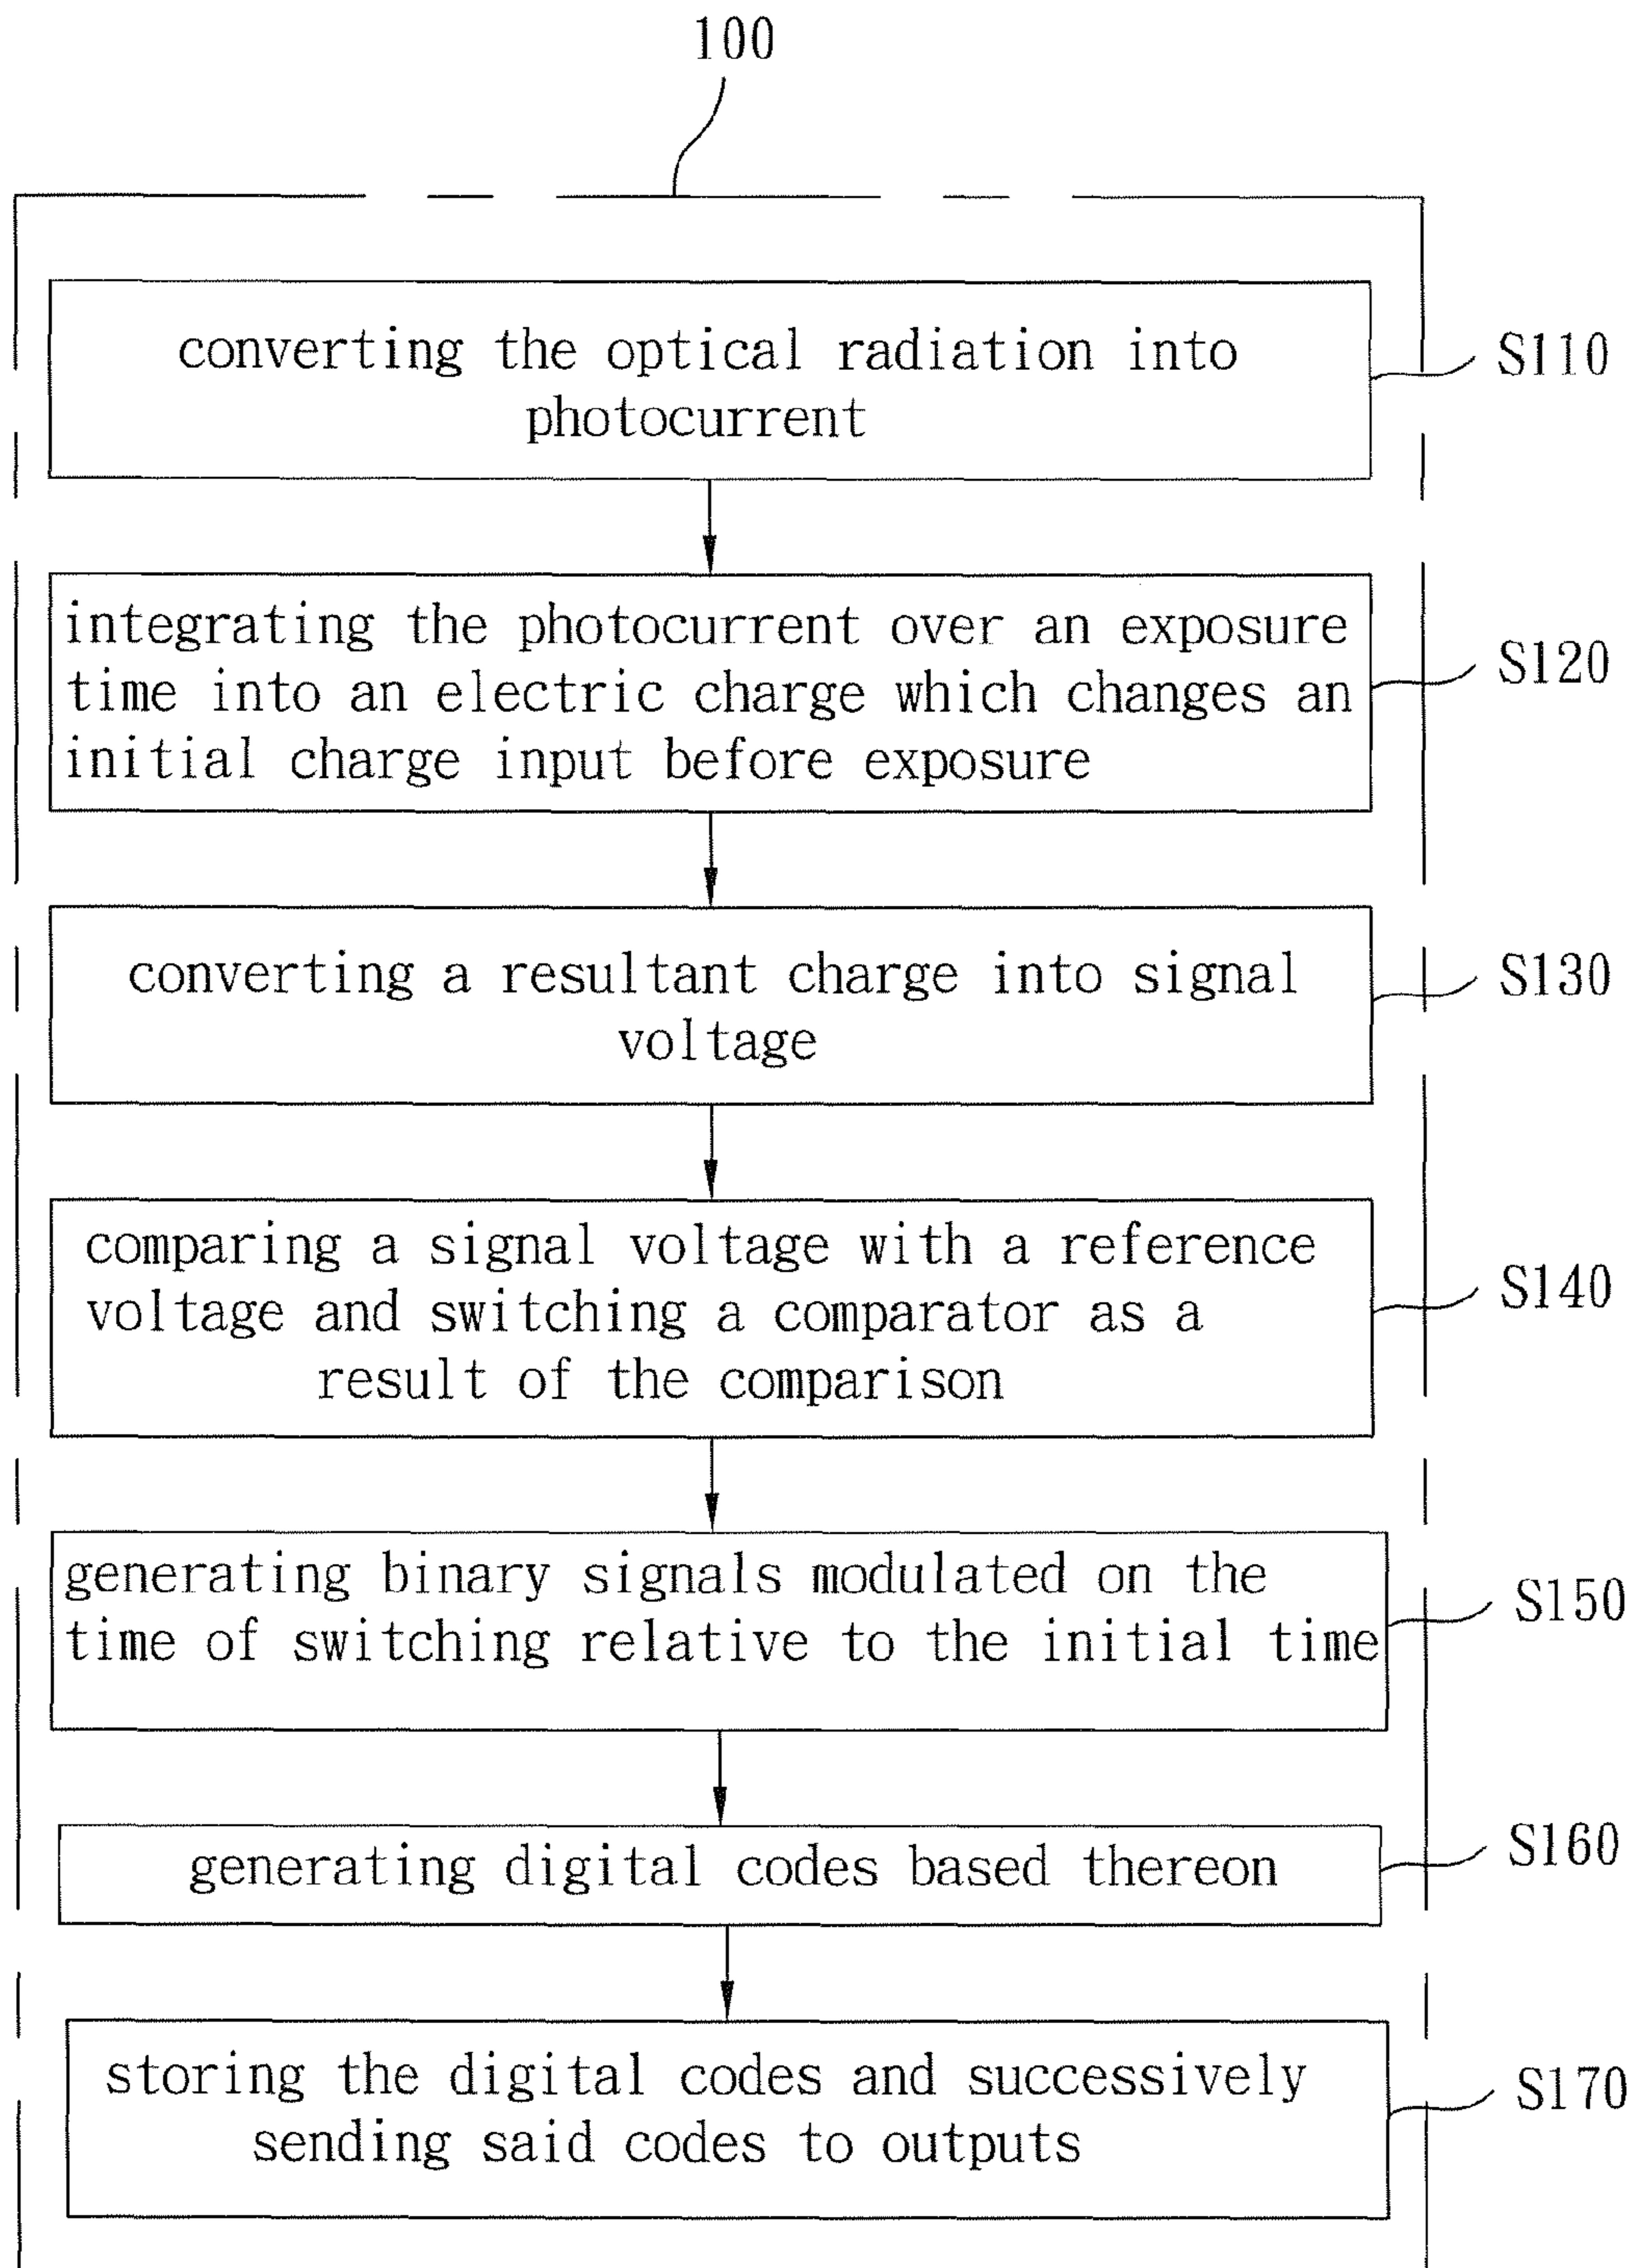 100
converting the optical radiation into
photocurrent
S110
integrating the photocurrent over an exposure
time into an electric charge which changes an
initial charge input before exposure
S120
converting a resultant charge into signal
voltage
S130
comparing a signal voltage with a reference
voltage and switching a comparator as a
result of the comparison
S140
generating binary signals modulated on the
time of switching relative to the initial time
S150
generating digital codes based thereon
S160
storing the digital codes and successively
sending said codes to outputs
S170